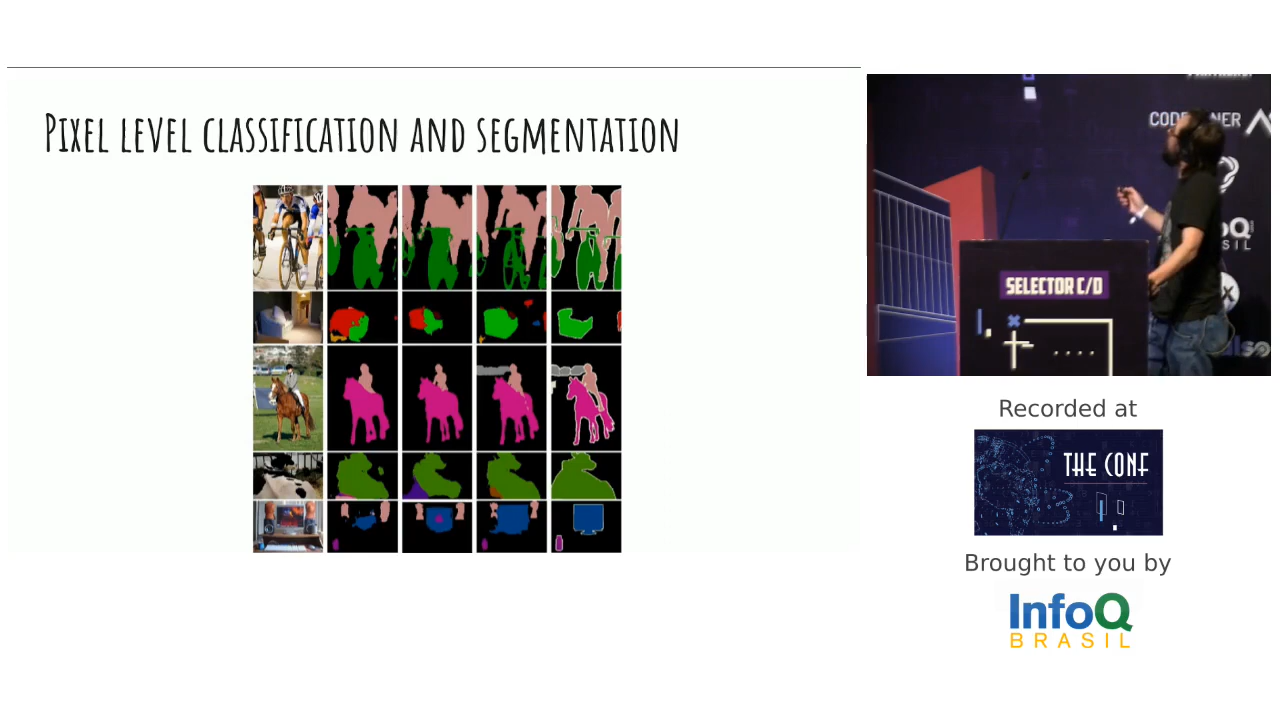 Pixel level classification and segmentation
SELECTOR C/D
Recorded at
THE CONF
Brought to you by
InfoQ
BRASIL